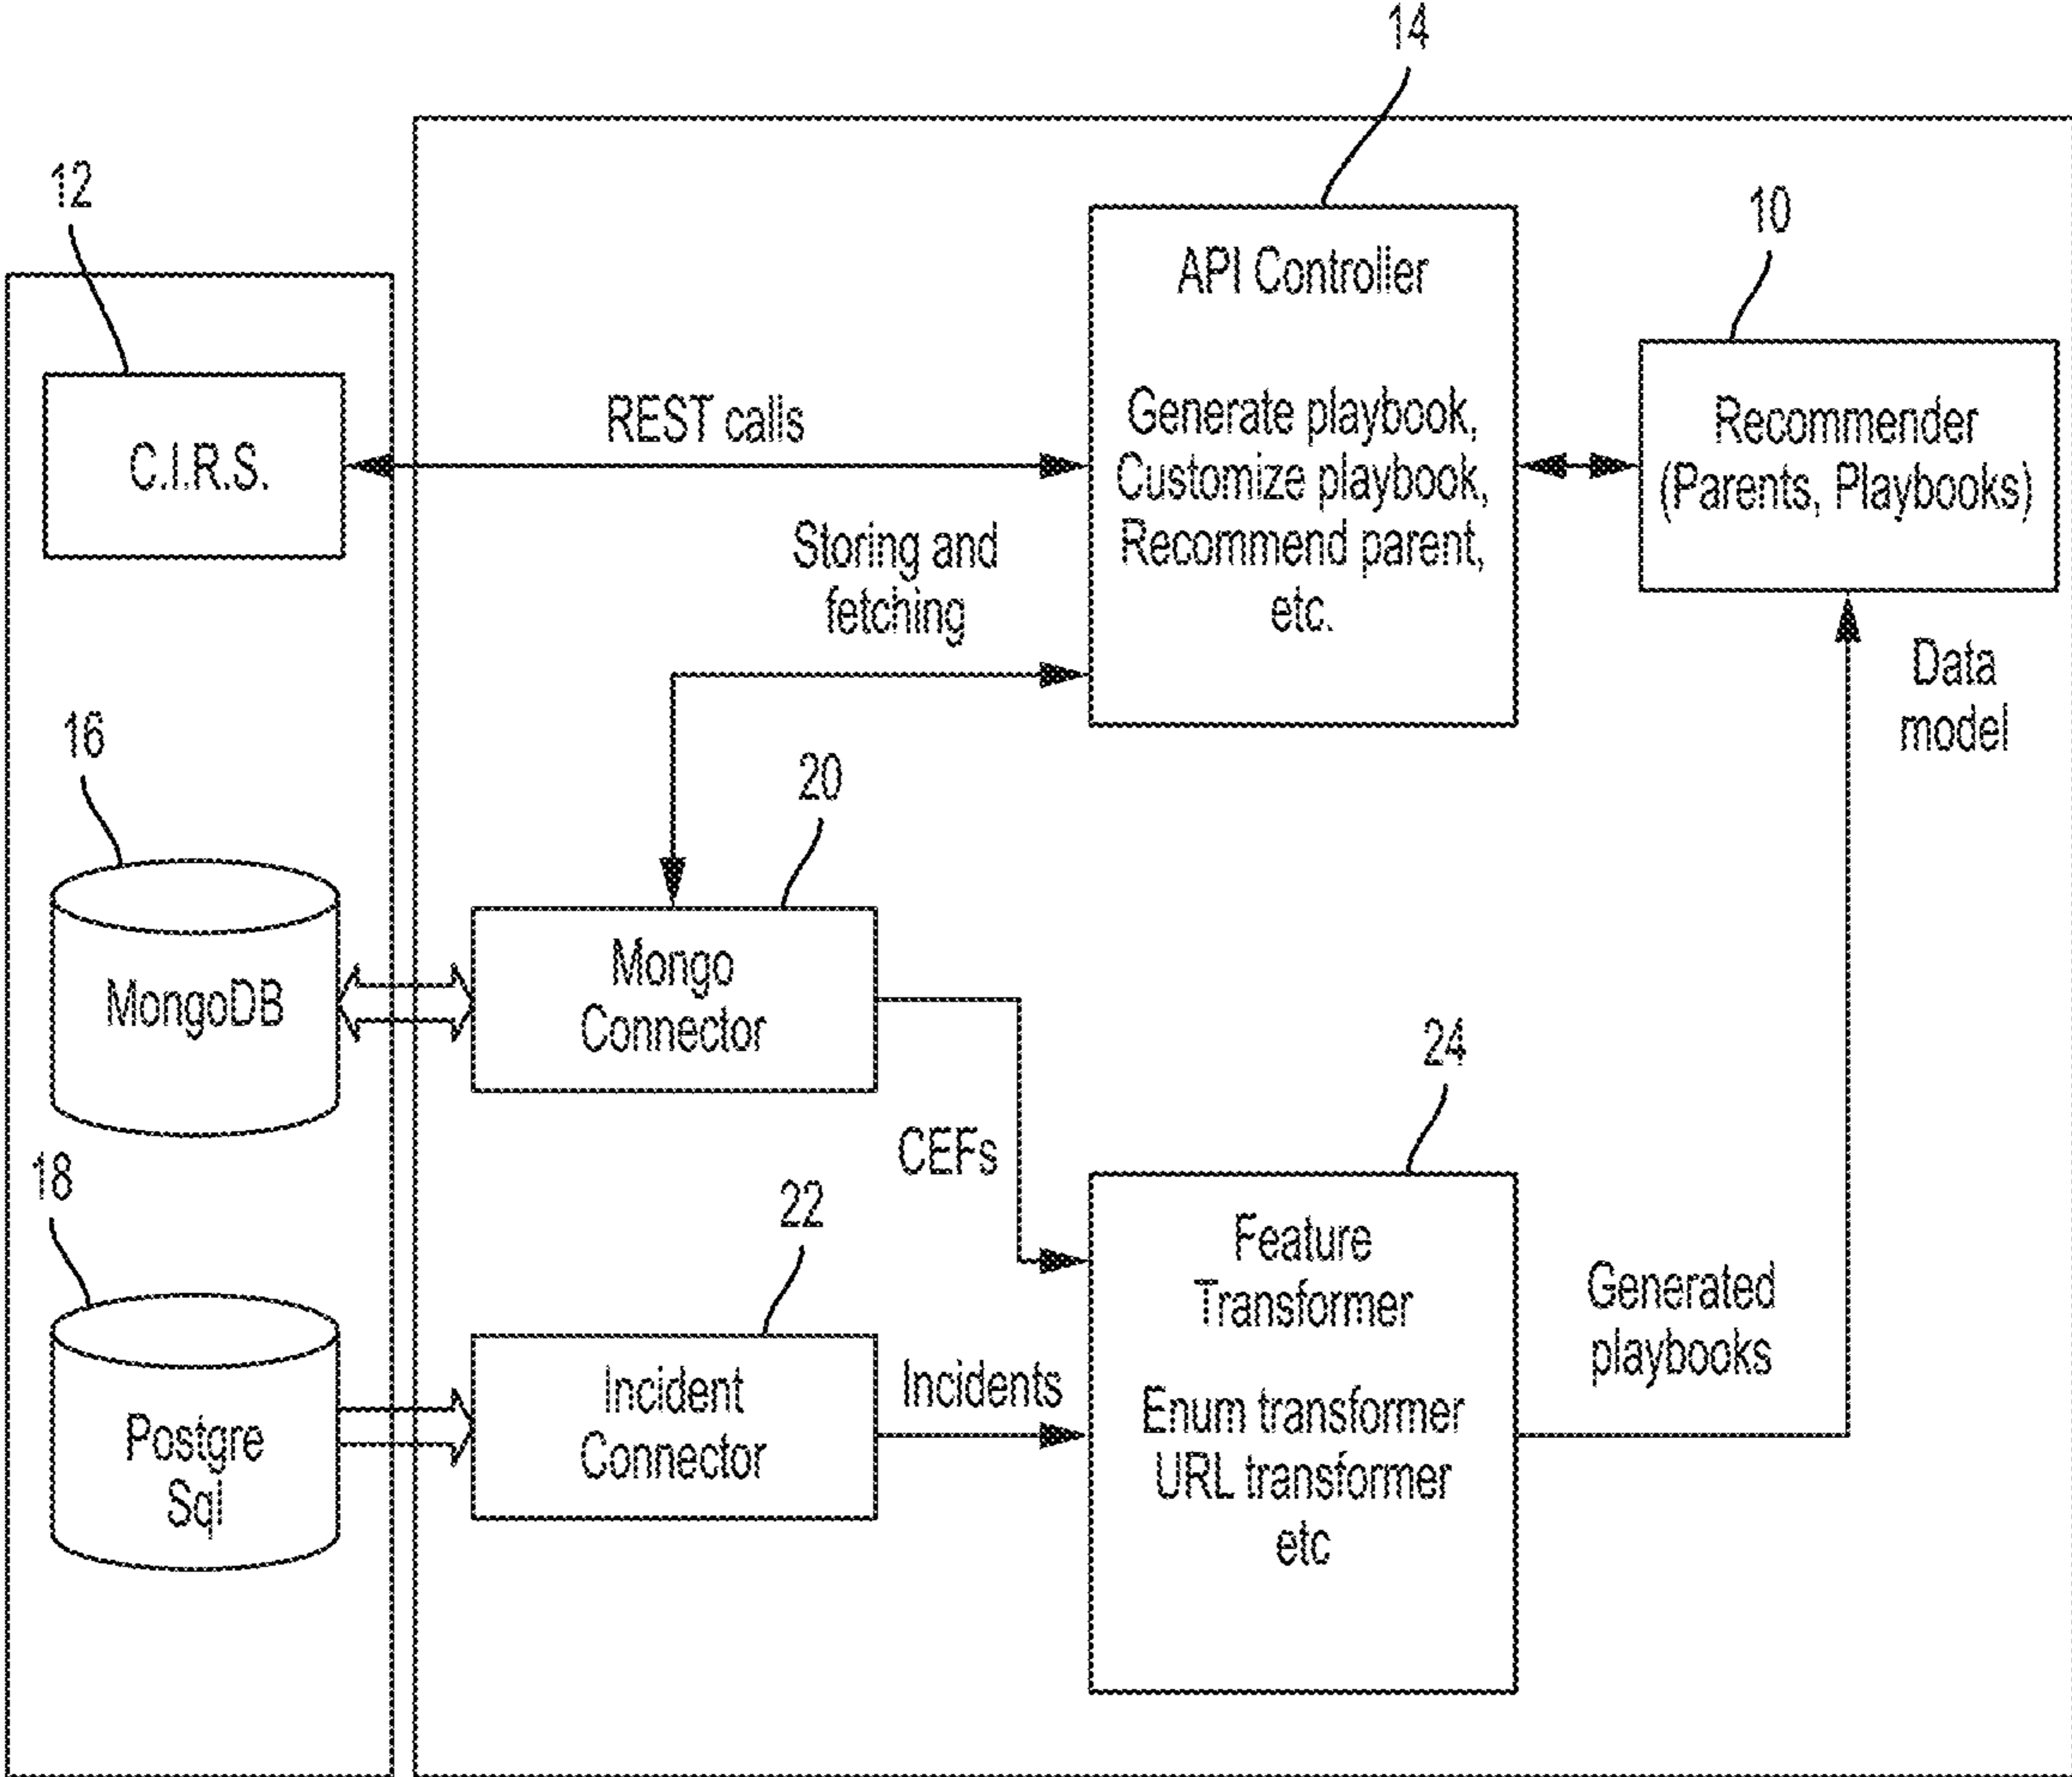 14
12
10
API Controller
Generate playbook,
Customize playbook,
Recommend parent,
etc.
Recommender
(Parents, Playbooks)
C.I.R.S.
REST calls
Storing and
fetching
Data
model
16
20
MongoDB
Mongo
Connector
CEFs
24
18
22
Feature
Transformer
Enum transformer
URL transformer
etc
Generated
playbooks
Postgre
Sql
Incident
Connector
Incidents